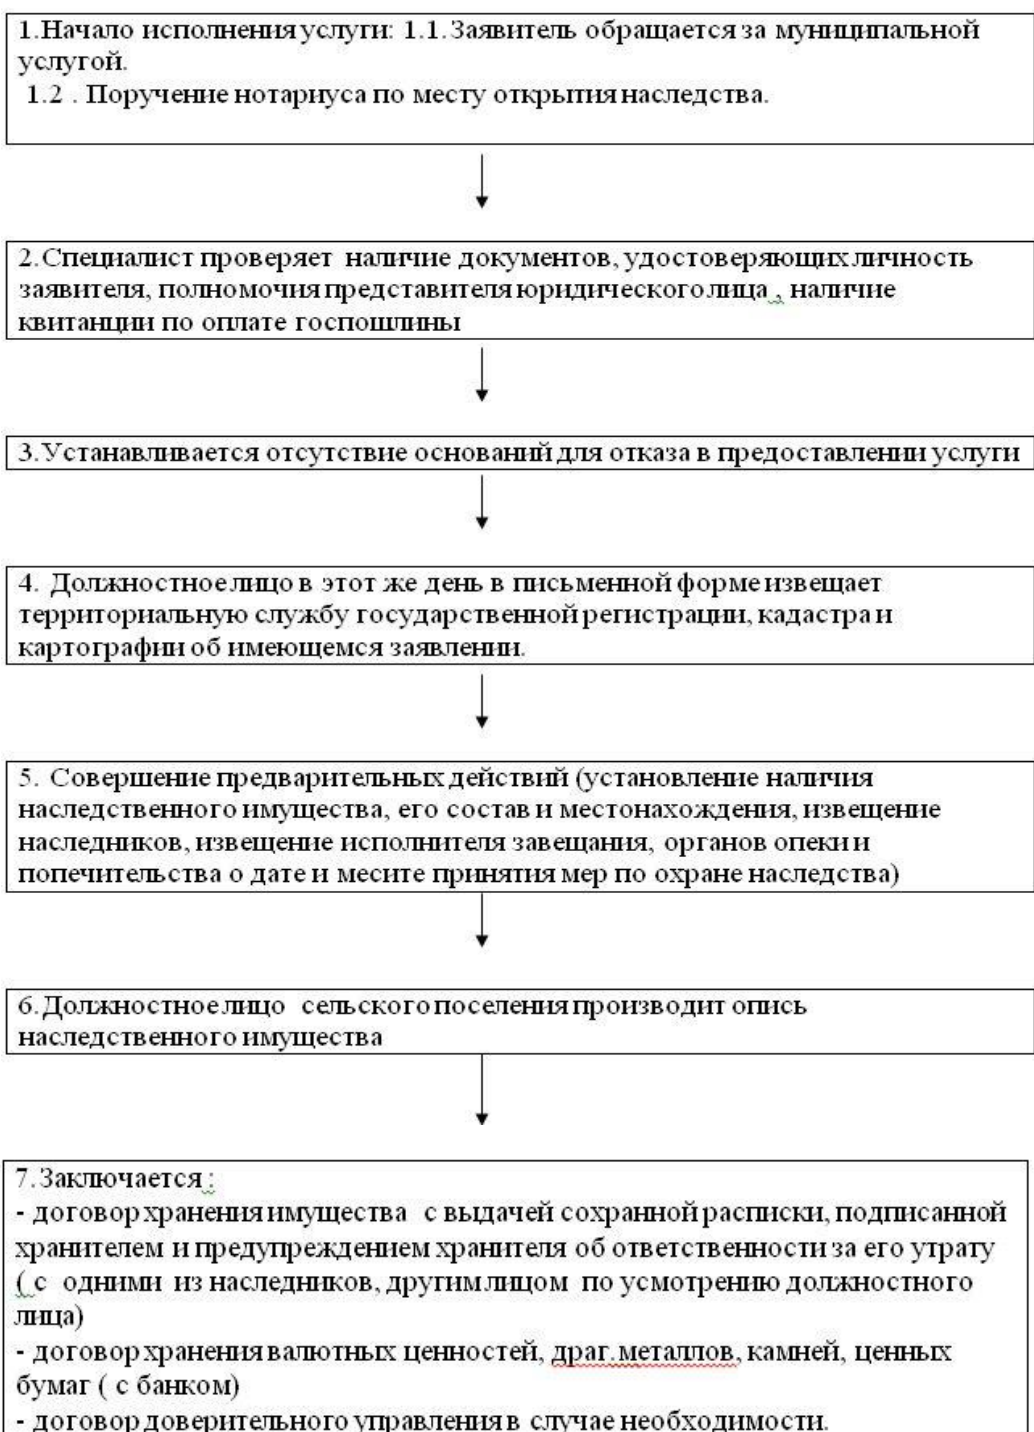 1.Начало исполнения услуги: 1.1.Заявитель обращается за муниципальной
услугой.
1.2 . Поручение нотариуса по месту открытия наследства.
2.Специалист проверяет наличие документов, удостоверяющих личность
заявителя, полномочия представителя юридического лица , наличие
квитанции по оплате госпошлины
3.Устанавливается отсутствие оснований для отказа в предоставлении услуги
4. Должностное лицо в этот же день в письменной форме извещает
территориальную службу государственной регистрации, кадастра и
картографии об имеющемся заявлении.
5. Совершение предварительных действий (установление наличия
наследственного имущества, его состав и местонахождения, извещение
наследников, извещение исполнителя завещания, органов опеки и
попечительства о дате и месите принятия мер по охране наследства)
6.Должностное лицо сельского поселения производит опись
наследственного имущества
7.Заключается :
- договор хранения имущества с выдачей сохранной расписки, подписанной
хранителем и предупреждением хранителя об ответственности за его утрату
( с одними из наследников, другим лицом по усмотрению должностного
лица)
- договор хранения валютных ценностей, драг.металлов, камней, ценных
бумаг ( с банком)
- договор доверительного управления в случае необходимости.